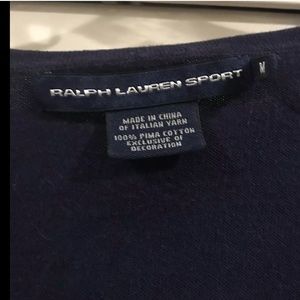 RALPH LAUREN SPORT M
MADE IN CHINA
OF ITALIAN YARN
100% PIMA COTTON
EXCLUSIVE OF
DECORATION